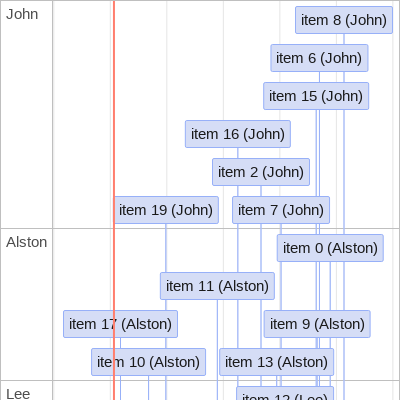 John
item 8 (John)
item 6 (John)
item 15 (John)
item 16 (John)
item 2 (John)
item 19 (John)
item 7 (John)
Alston
item 0 (Alston)
item 11 (Alston)
item 17 (Alston)
item 9 (Alston)
item 10 (Alston)
item 13 (Alston)
Lee
item 12 (Lee)